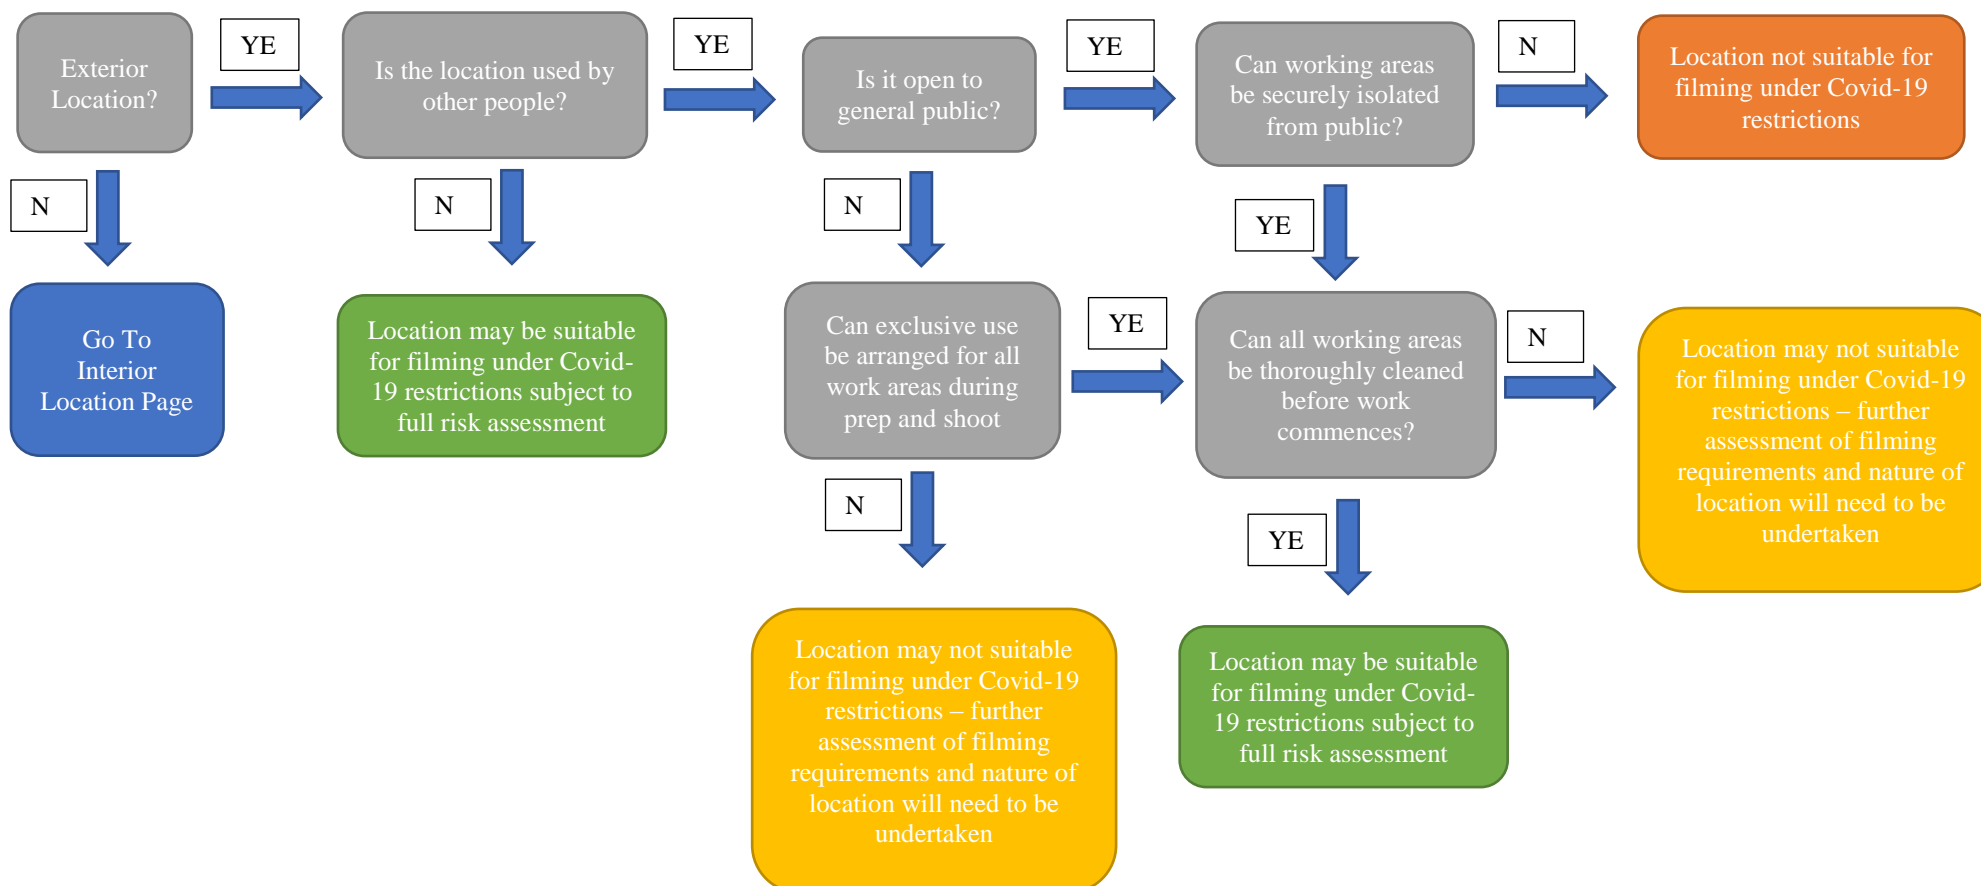 Exterior
Location?
YE
Is the location used by
other people?
YE
Is it open to
general public?
YE
Can working areas
be securely isolated
from public?
N
Location not suitable for
filming under Covid-19
restrictions
N
N
N
YE
Go To
Interior
Location Page
Location may be suitable
for filming under Covid-
19 restrictions subject to
full risk assessment
Can exclusive use
be arranged for all
work areas during
prep and shoot
YE
Can all working areas
be thoroughly cleaned
before work
commences?
N
Location may not suitable
for filming under Covid-19
restrictions – further
assessment of filming
requirements and nature of
location will need to be
undertaken
N
YE
Location may not suitable
for filming under Covid-19
restrictions – further
assessment of filming
requirements and nature of
location will need to be
undertaken
Location may be suitable
for filming under Covid-
19 restrictions subject to
full risk assessment